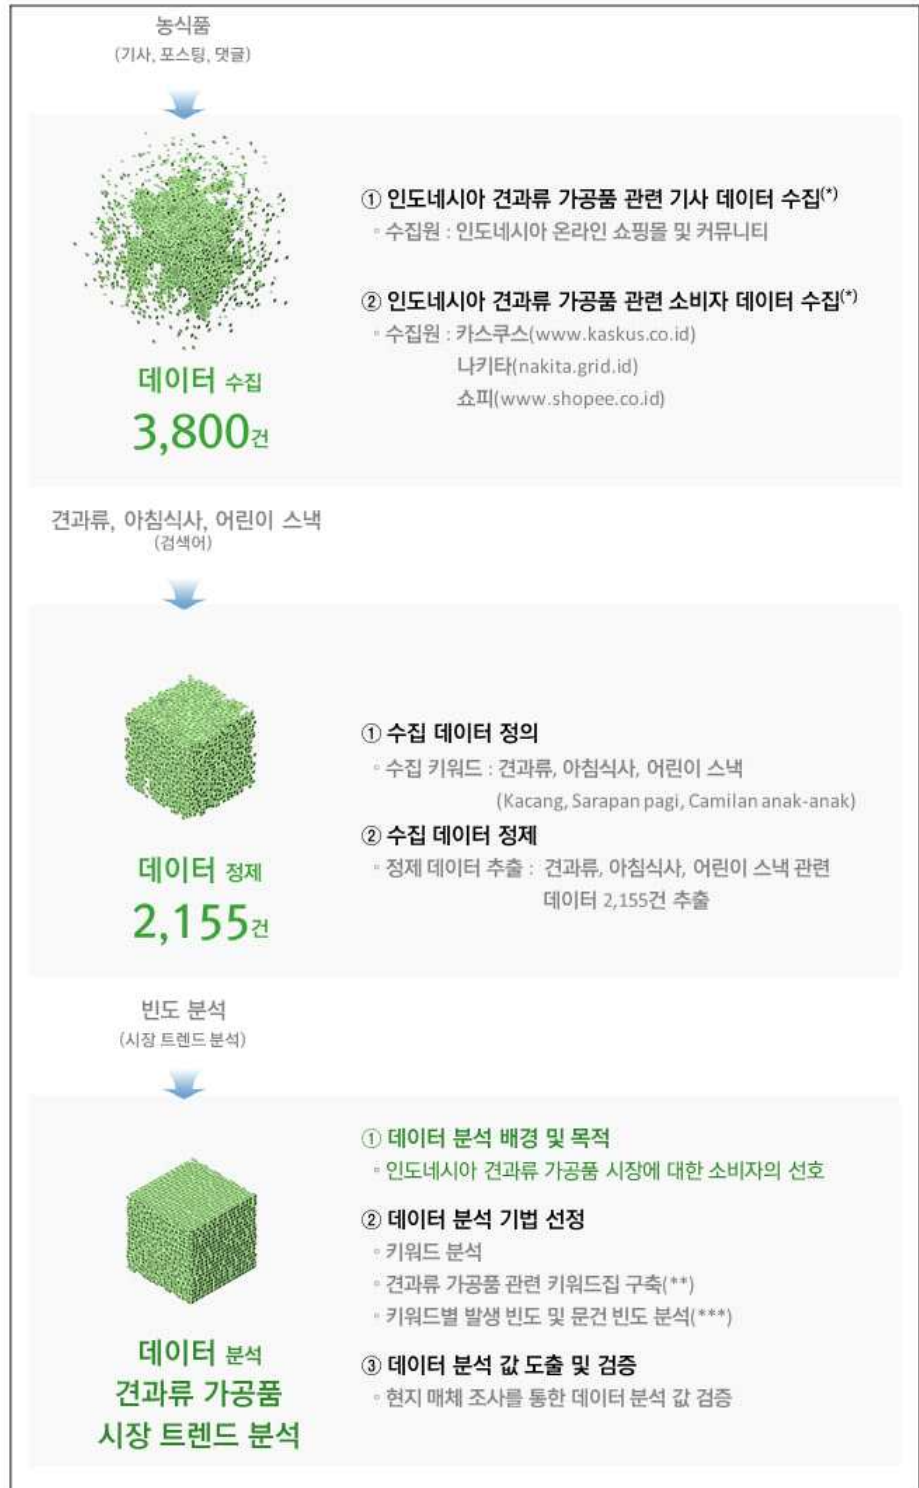 농식품
(기사, 포스팅, 댓글)
① 인도네시아 견과류 가공품 관련 기사 데이터 수집(*)
▫ 수집원 : 인도네시아 온라인 쇼핑몰 및 커뮤니티
② 인도네시아 견과류 가공품 관련 소비자 데이터 수집(*)
▫ 수집원 : 카스쿠스(www.kaskus.co.id)
나키타(nakita.grid.id)
쇼피(www.shopee.co.id)
데이터 수집
3,800건
견과류, 아침식사, 어린이 스낵
(검색어)
① 수집 데이터 정의
▫ 수집 키워드 : 견과류, 아침식사, 어린이 스낵
(Kacang, Sarapan pagi, Camilan anak-anak)
② 수집 데이터 정제
▫ 정제 데이터 추출 : 견과류, 아침식사, 어린이 스낵 관련
데이터 2,155건 추출
데이터 정제
2,155건
빈도 분석
(시장 트렌드 분석)
① 데이터 분석 배경 및 목적
▫ 인도네시아 견과류 가공품 시장에 대한 소비자의 선호
② 데이터 분석 기법 선정
▫ 키워드 분석
▫ 견과류 가공품 관련 키워드집 구축(**)
▫ 키워드별 발생 빈도 및 문건 빈도 분석(***)
③ 데이터 분석 값 도출 및 검증
▫ 현지 매체 조사를 통한 데이터 분석 값 검증
데이터 분석
견과류 가공품
시장 트렌드 분석